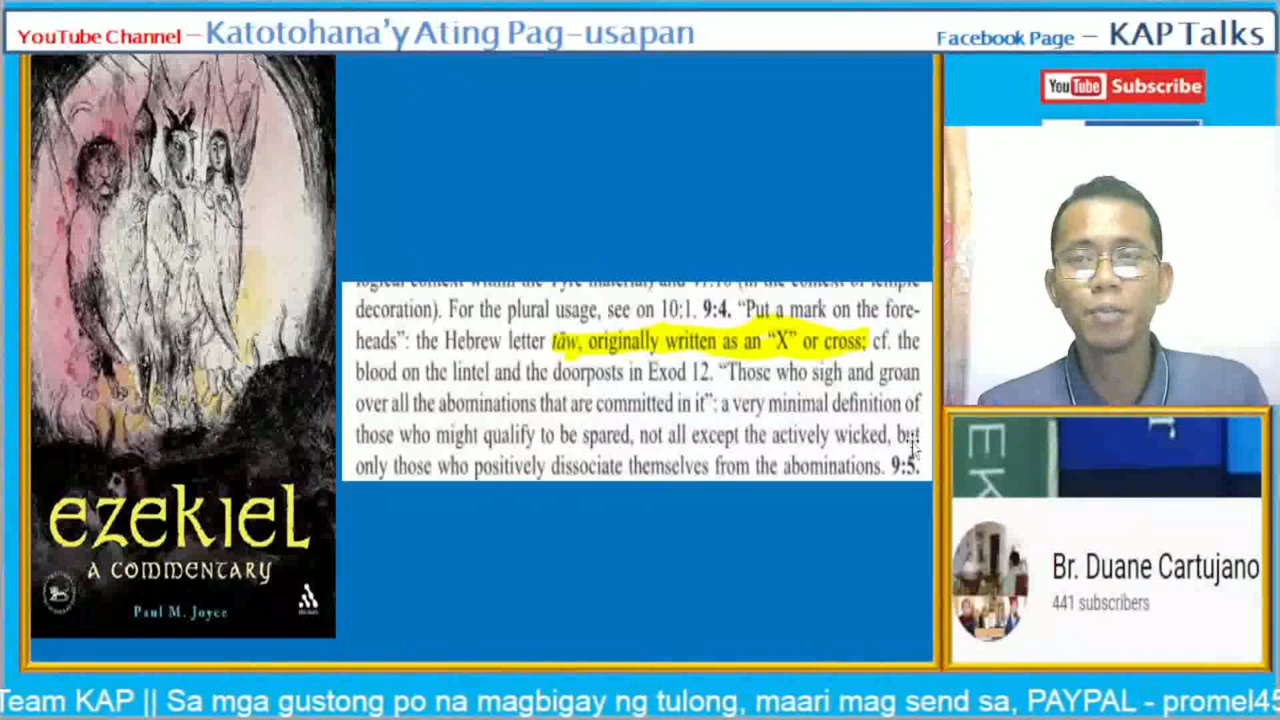 YouTube Channel – Katotohana'y Ating Pag-usapan
Facebook Page – KAP Talks
You Tube Subscribe
decoration). For the plural usage, see on 10:1. 9:4. “Put a mark on the fore-
heads”: the Hebrew letter tāw, originally written as an “X” or cross; cf. the
blood on the lintel and the doorposts in Exod 12. “Those who sigh and groan
over all the abominations that are committed in it”: a very minimal definition of
those who might qualify to be spared, not all except the actively wicked, but
only those who positively dissociate themselves from the abominations. 9:5.
EZEKIEL
A COMMENTARY
Paul M. Joyce
EK
r
Br. Duane Cartujano
441 subscribers
Team KAP || Sa mga gustong po na magbigay ng tulong, maari mag send sa, PAYPAL - promel45